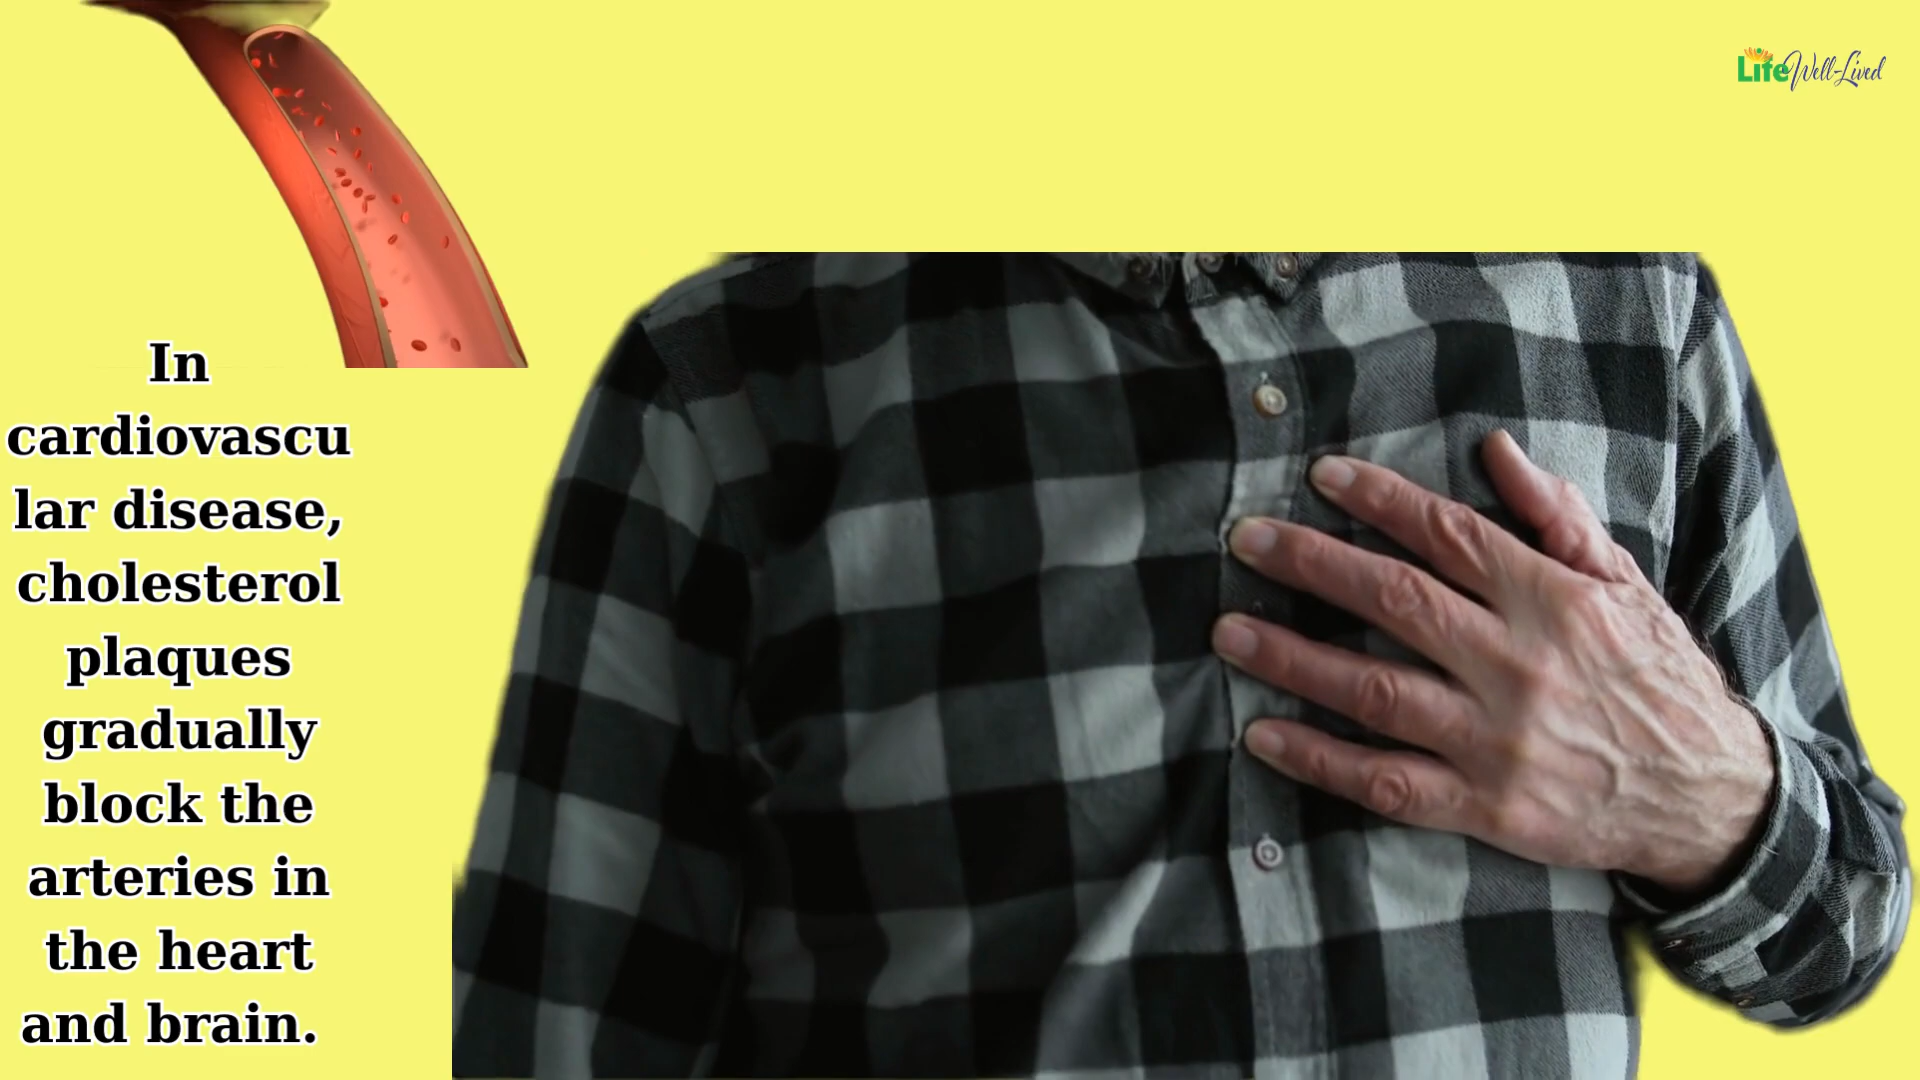 Life Well-Lived
In
cardiovascu
lar disease,
cholesterol
plaques
gradually
block the
arteries in
the heart
and brain.